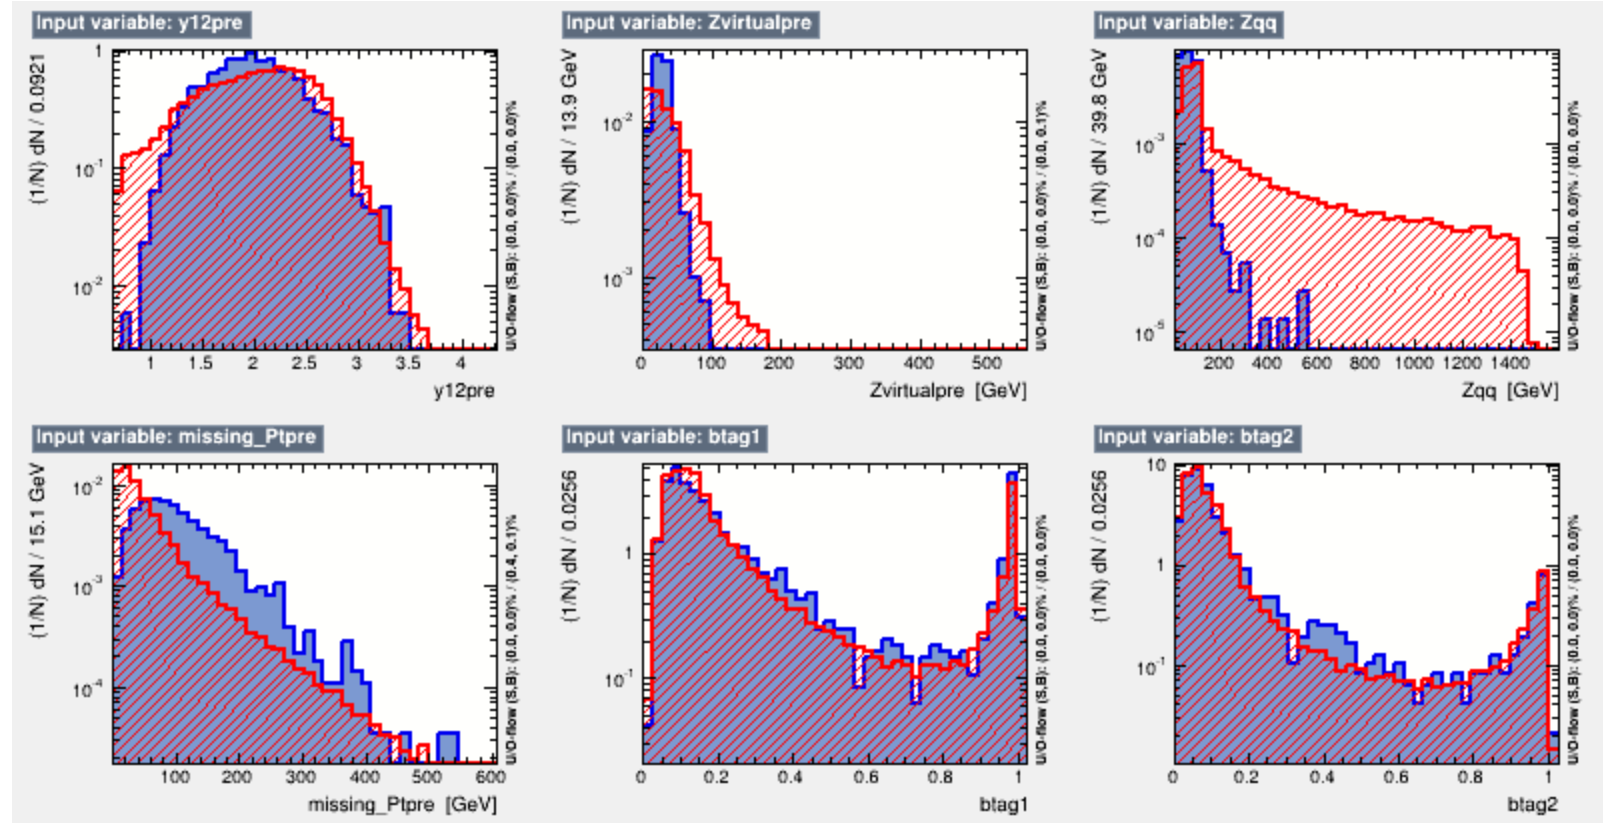 Input variable: y12pre
(1/N) dN / 0.0921
1
10-1
10-2
1 1.5 2 2.5 3 3.5 4
y12pre
U/O-flow (S,B): (0.0, 0.0)% / (0.0, 0.0)%
Input variable: Zvirtualpre
(1/N) dN / 13.9 GeV
10-2
10-3
0 100 200 300 400 500
Zvirtualpre [GeV]
U/O-flow (S,B): (0.0, 0.0)% / (0.0, 0.1)%
Input variable: Zqq
(1/N) dN / 39.8 GeV
10-3
10-4
10-5
200 400 600 800 1000 1200 1400
Zqq [GeV]
U/O-flow (S,B): (0.0, 0.0)% / (0.0, 0.0)%
Input variable: missing_Ptpre
(1/N) dN / 15.1 GeV
10-2
10-3
10-4
100 200 300 400 500 600
missing_Ptpre [GeV]
U/O-flow (S,B): (0.0, 0.0)% / (0.4, 0.1)%
Input variable: btag1
(1/N) dN / 0.0256
1
10-1
0 0.2 0.4 0.6 0.8 1
btag1
U/O-flow (S,B): (0.0, 0.0)% / (0.0, 0.0)%
Input variable: btag2
(1/N) dN / 0.0256
10
1
10-1
0 0.2 0.4 0.6 0.8 1
btag2
U/O-flow (S,B): (0.0, 0.0)% / (0.0, 0.0)%